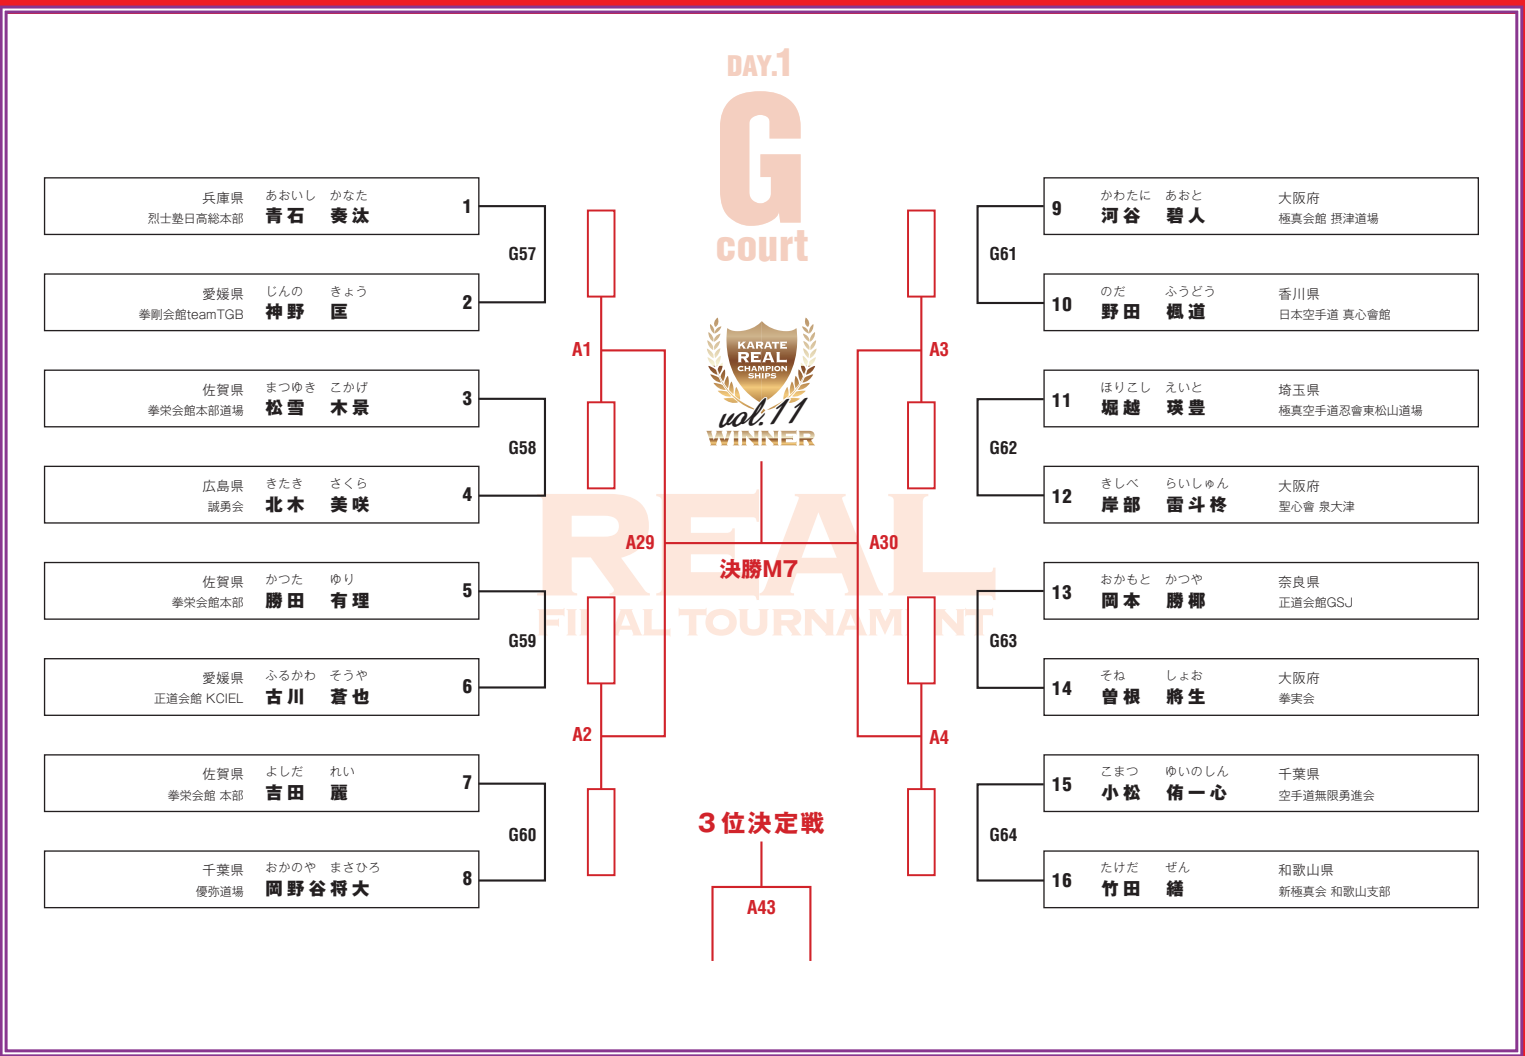 DAY.1
G
court
兵庫県 あおいし かなた
烈士塾日高総本部 青石 奏汰 1
G57
愛媛県 じんの きょう
拳剛会館teamTGB 神野 匡 2
佐賀県 まつゆき こかげ
拳栄会館本部道場 松雪 木景 3
G58
広島県 きたき さくら
誠勇会 北木 美咲 4
佐賀県 かつた ゆり
拳栄会館本部 勝田 有理 5
G59
愛媛県 ふるかわ そうや
正道会館 KCIEL 古川 蒼也 6
佐賀県 よしだ れい
拳栄会館 本部 吉田 麗 7
G60
千葉県 おかのや まさひろ
優弥道場 岡野谷将大 8
A1
A2
A29
KARATE
REAL
CHAMPION
SHIPS
vol.11
WINNER
REAL
FINAL TOURNAMENT
決勝M7
3位決定戦
A43
A3
A30
A4
かわたに あおと 大阪府
9 河谷 碧人 極真会館 摂津道場
G61
のだ ふうどう 香川県
10 野田 楓道 日本空手道 真心會館
ほりこし えいと 埼玉県
11 堀越 瑛豊 極真空手道忍會東松山道場
G62
きしべ らいしゅん 大阪府
12 岸部 雷斗柊 聖心會 泉大津
おかもと かつや 奈良県
13 岡本 勝椰 正道会館GSJ
G63
そね しょお 大阪府
14 曽根 將生 拳実会
こまつ ゆいのしん 千葉県
15 小松 侑一心 空手道無限勇進会
G64
たけだ ぜん 和歌山県
16 竹田 繕 新極真会 和歌山支部